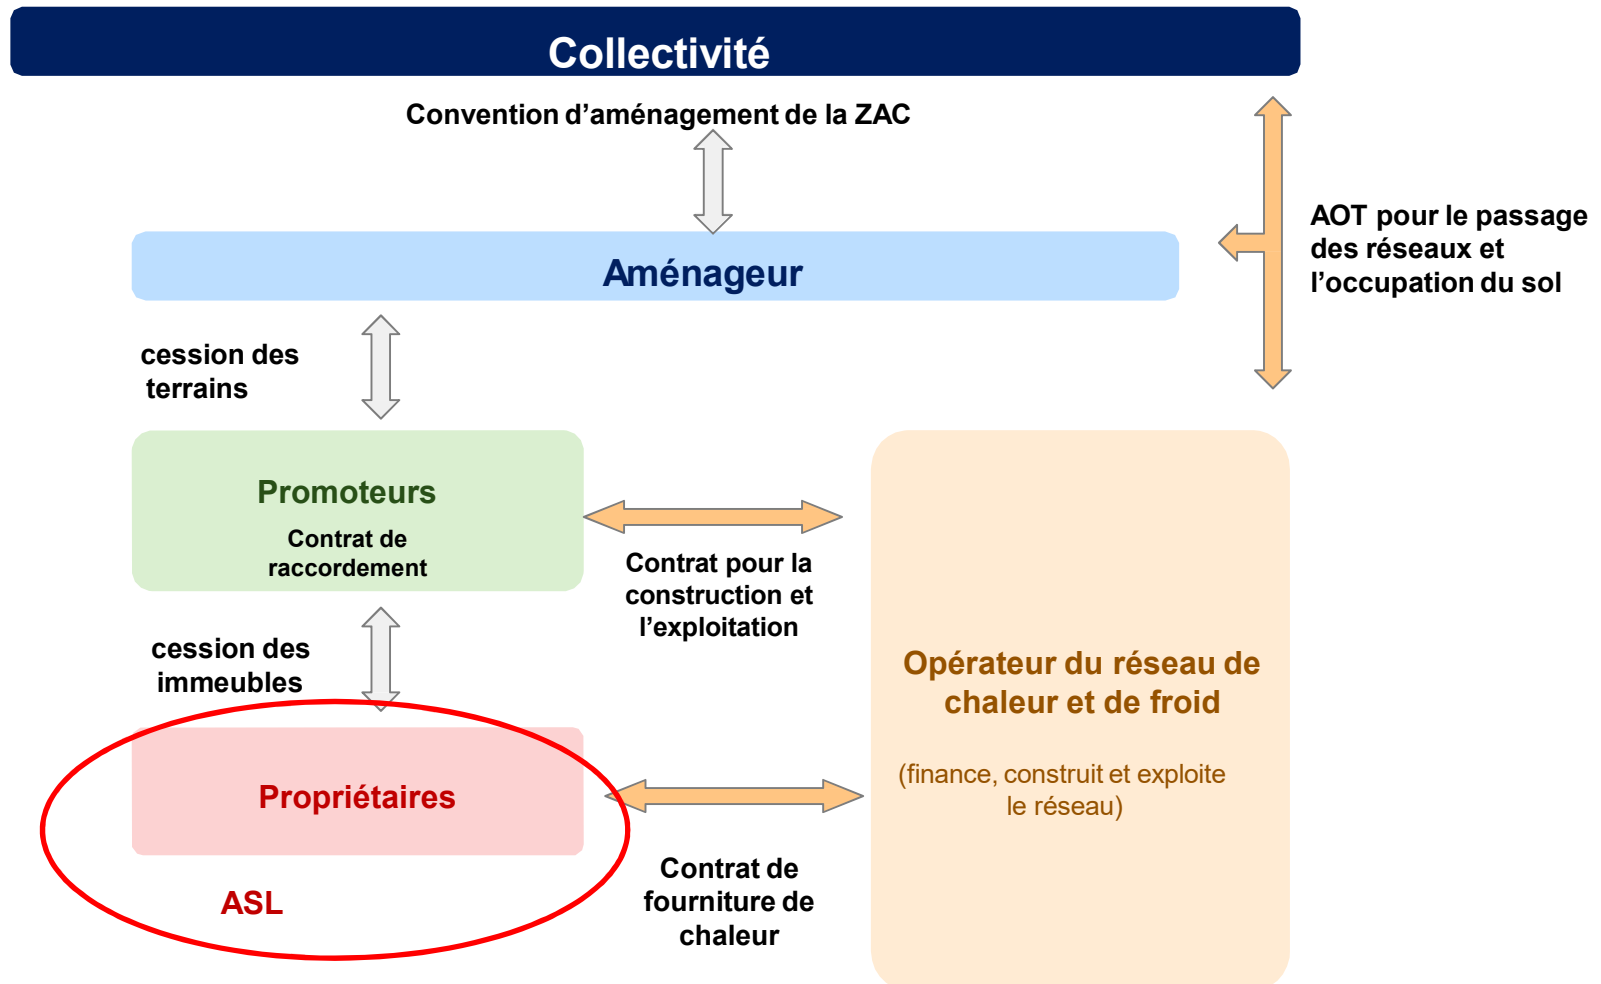 Collectivité
Convention d’aménagement de la ZAC
AOT pour le passage
des réseaux et
l’occupation du sol
Aménageur
cession des
terrains
Promoteurs
Contrat de
raccordement
Contrat pour la
construction et
l’exploitation
cession des
immeubles
Opérateur du réseau de
chaleur et de froid
(finance, construit et exploite
le réseau)
Propriétaires
ASL
Contrat de
fourniture de
chaleur